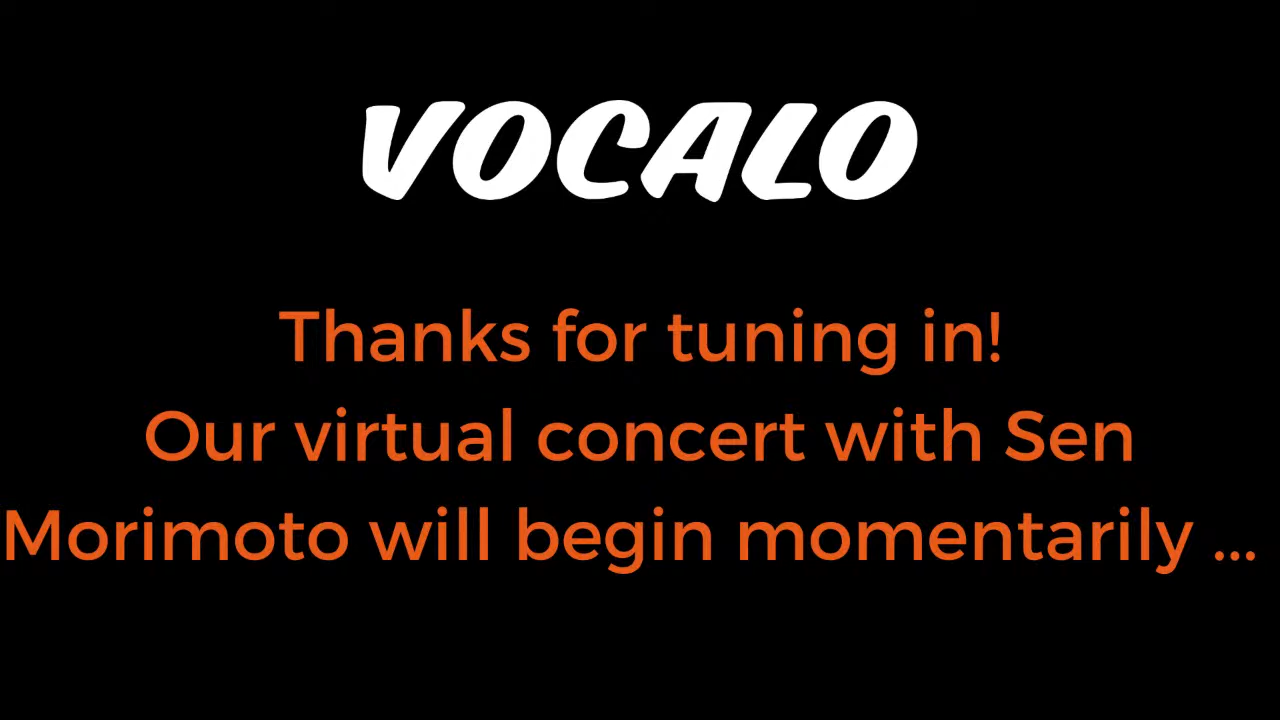 VOCALO
Thanks for tuning in!
Our virtual concert with Sen
Morimoto will begin momentarily ...